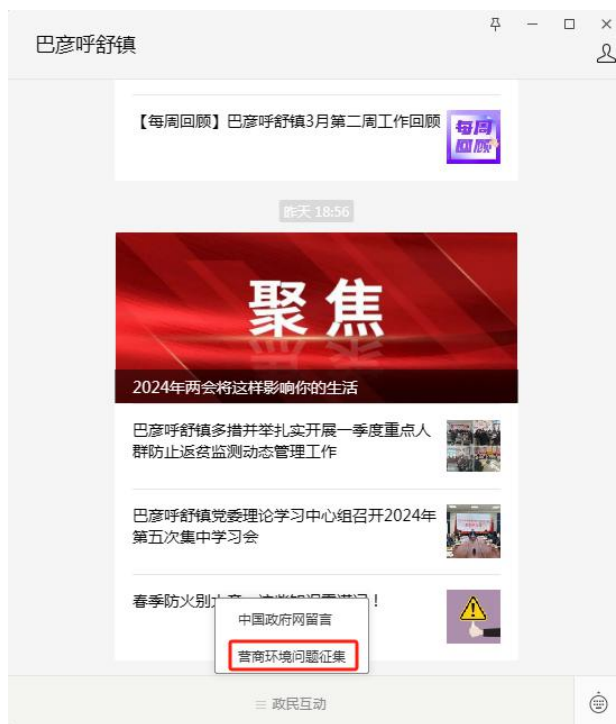 巴彦呼舒镇
【每周回顾】巴彦呼舒镇3月第二周工作回顾
每周
回顾
昨天 18:56
聚焦
2024年两会将这样影响你的生活
巴彦呼舒镇多措并举扎实开展一季度重点人
群防止返贫监测动态管理工作
巴彦呼舒镇党委理论学习中心组召开2024年
第五次集中学习会
春季防火别
！
中国政府网留言
营商环境问题征集
政民互动